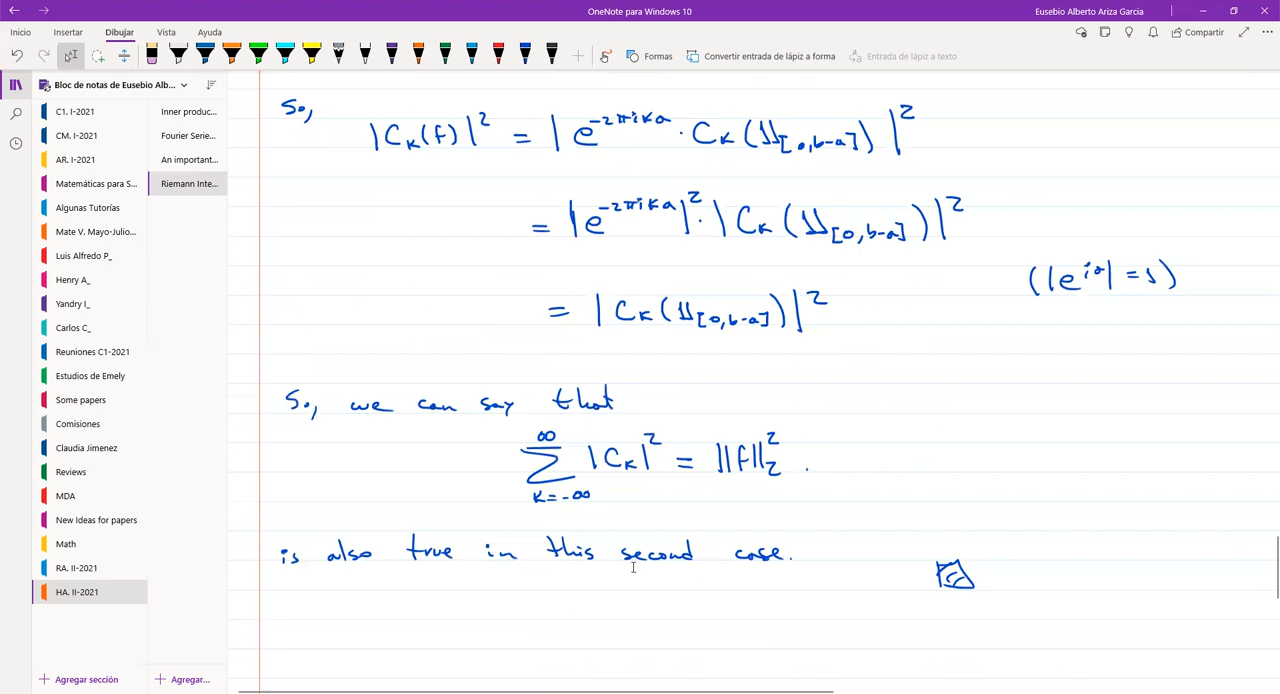 OneNote para Windows 10
Eusebio Alberto Ariza Garcia
Inicio Insertar Dibujar Vista Ayuda
Compartir
Formas
Convertir entrada de lápiz a forma
Entrada de lápiz a texto
Bloc de notas de Eusebio Alb...
C1. I-2021
CM. I-2021
AR. I-2021
Matemáticas para S...
Algunas Tutorías
Mate V. Mayo-Julio...
Luis Alfredo P_
Henry A_
Yandry I_
Carlos C_
Reuniones C1-2021
Estudios de Emely
Some papers
Comisiones
Claudia Jimenez
Reviews
MDA
New Ideas for papers
Math
RA. II-2021
HA. II-2021
Agregar sección
Inner produc...
Fourier Serie...
An important...
Riemann Inte...
Agregar...
So,
|C_k(f)|^2 = |e^{-2πika} · C_k(𝟙_{[0,b-a]})|^2
= |e^{-2πika}|^2 · |C_k(𝟙_{[0,b-a]})|^2
(|e^{iα}| = 1)
= |C_k(𝟙_{[0,b-a]})|^2
So, we can say that
∑_{k=-∞}^{∞} |C_k|^2 = ||f||_2^2 .
is also true in this second case.